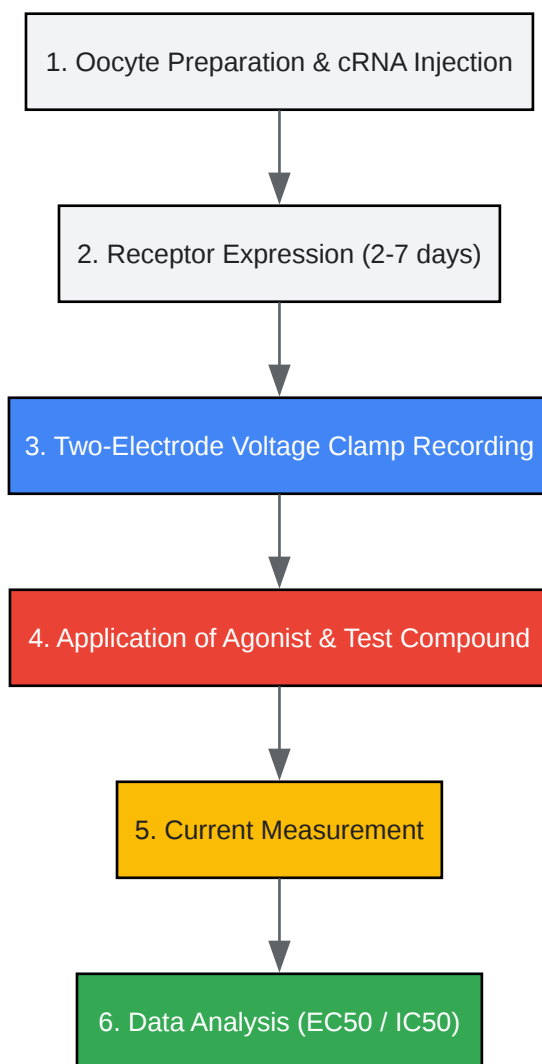 1. Oocyte Preparation & cRNA Injection
2. Receptor Expression (2-7 days)
3. Two-Electrode Voltage Clamp Recording
4. Application of Agonist & Test Compound
5. Current Measurement
6. Data Analysis (EC50 / IC50)